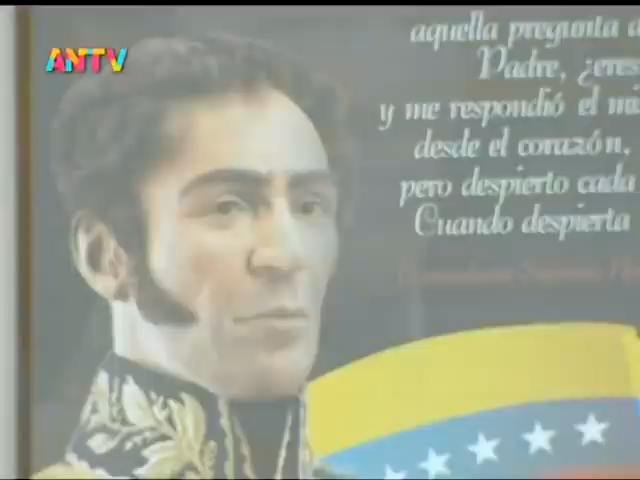 ANTV
aquella pregunta
Padre, ¿eres
y me respondió el
desde el corazón,
pero despierto cada
Cuando despierta